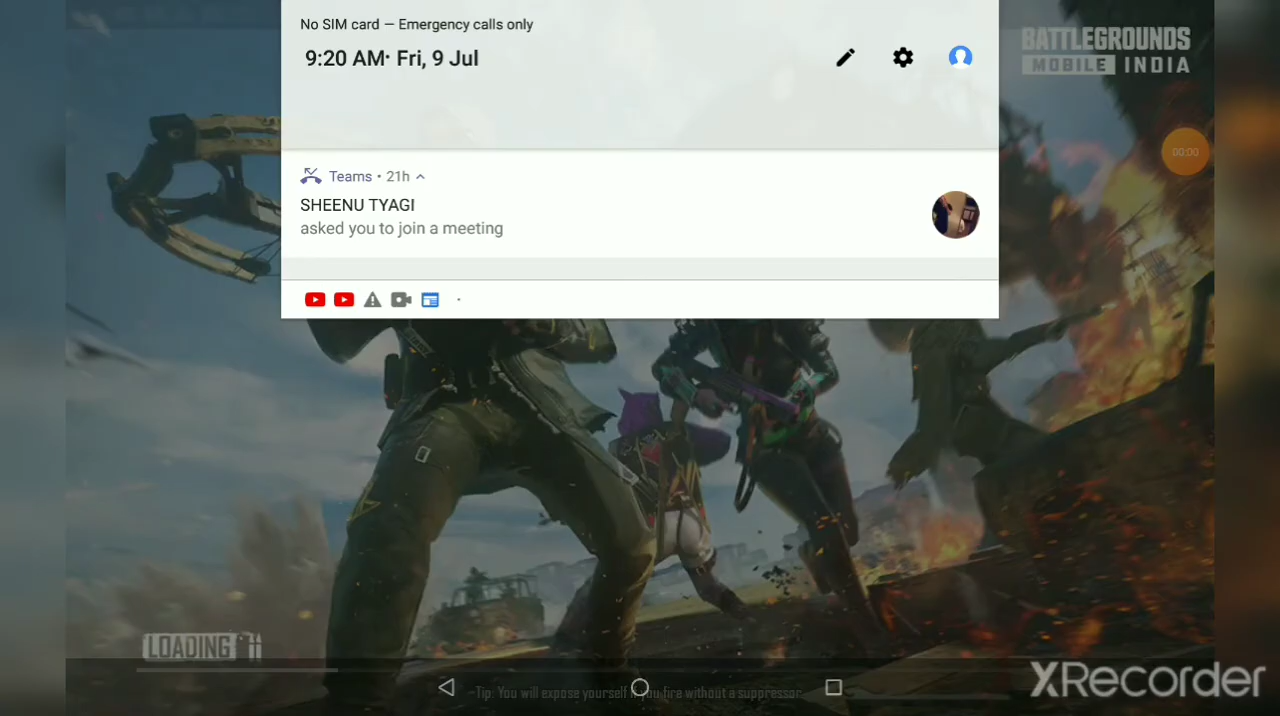 No SIM card — Emergency calls only
9:20 AM· Fri, 9 Jul
BATTLEGROUNDS
MOBILE INDIA
00:00
Teams • 21h
SHEENU TYAGI
asked you to join a meeting
LOADING
Tip: You will expose yourself if you fire without a suppressor.
XRecorder